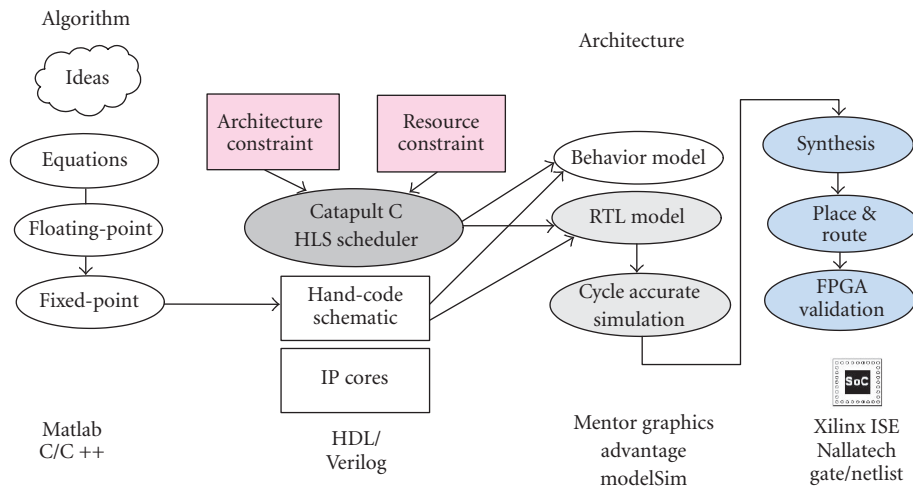 Algorithm
Ideas
Equations
Floating-point
Fixed-point
Matlab
C/C ++
Architecture
constraint
Resource
constraint
Catapult C
HLS scheduler
Hand-code
schematic
IP cores
HDL/
Verilog
Architecture
Behavior model
RTL model
Cycle accurate
simulation
Mentor graphics
advantage
modelSim
Synthesis
Place &
route
FPGA
validation
SoC
Xilinx ISE
Nallatech
gate/netlist